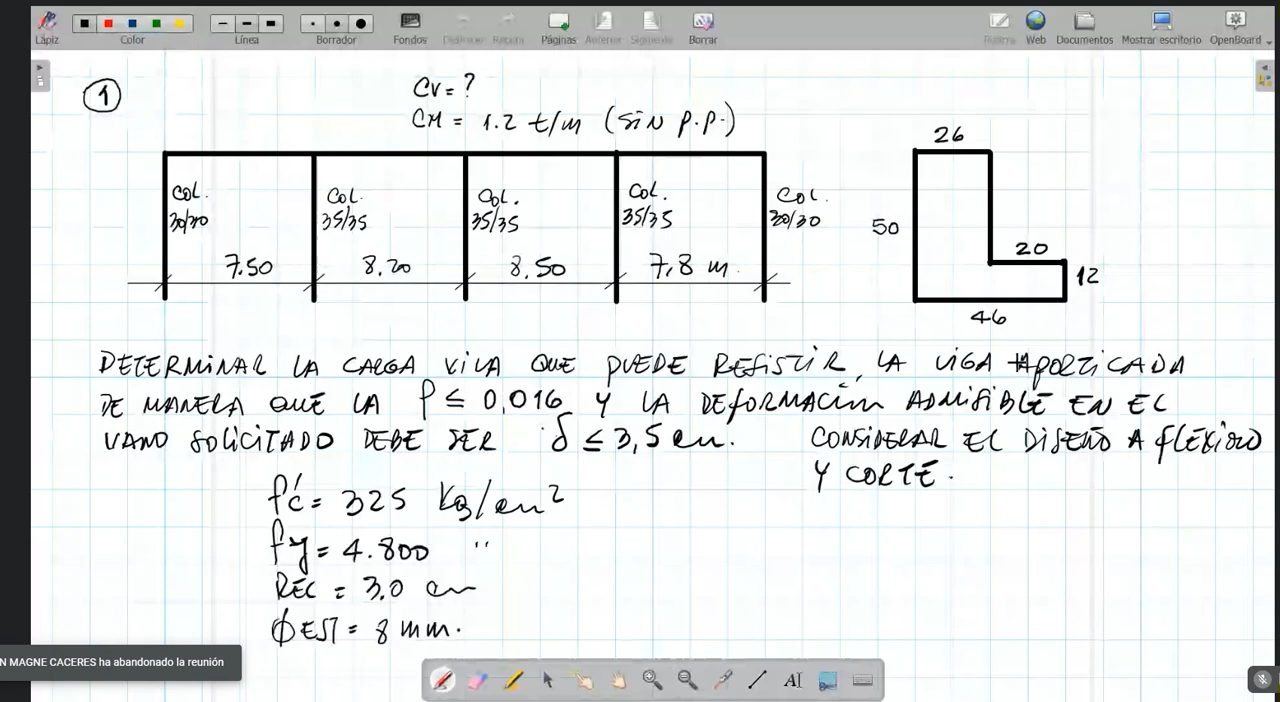 Lápiz
Color
Línea
Borrador
Fondos
Deshacer
Páginas
Anterior
Siguiente
Borrar
Web
Documentos
Mostrar escritorio
OpenBoard
1
CV = ?
CM = 1.2 t/m (SIN P.P.)
COL. 30/30
COL. 35/35
COL. 35/35
COL. 35/35
COL. 30/30
7.50
8.20
8.50
7,8 m.
26
50
20
12
46
DETERMINAR LA CARGA VIVA QUE PUEDE RESISTIR, LA VIGA APORTICADA
DE MANERA QUE LA ρ ≤ 0,016 Y LA DEFORMACIÓN ADMISIBLE EN EL
VANO SOLICITADO DEBE SER δ ≤ 3,5 cm. CONSIDERAR EL DISEÑO A FLEXION
Y CORTE.
f'c = 325 kg/cm²
fy = 4.800 "
REC = 3,0 cm
ϕEST = 8 mm.
N MAGNE CACERES ha abandonado la reunión
AI